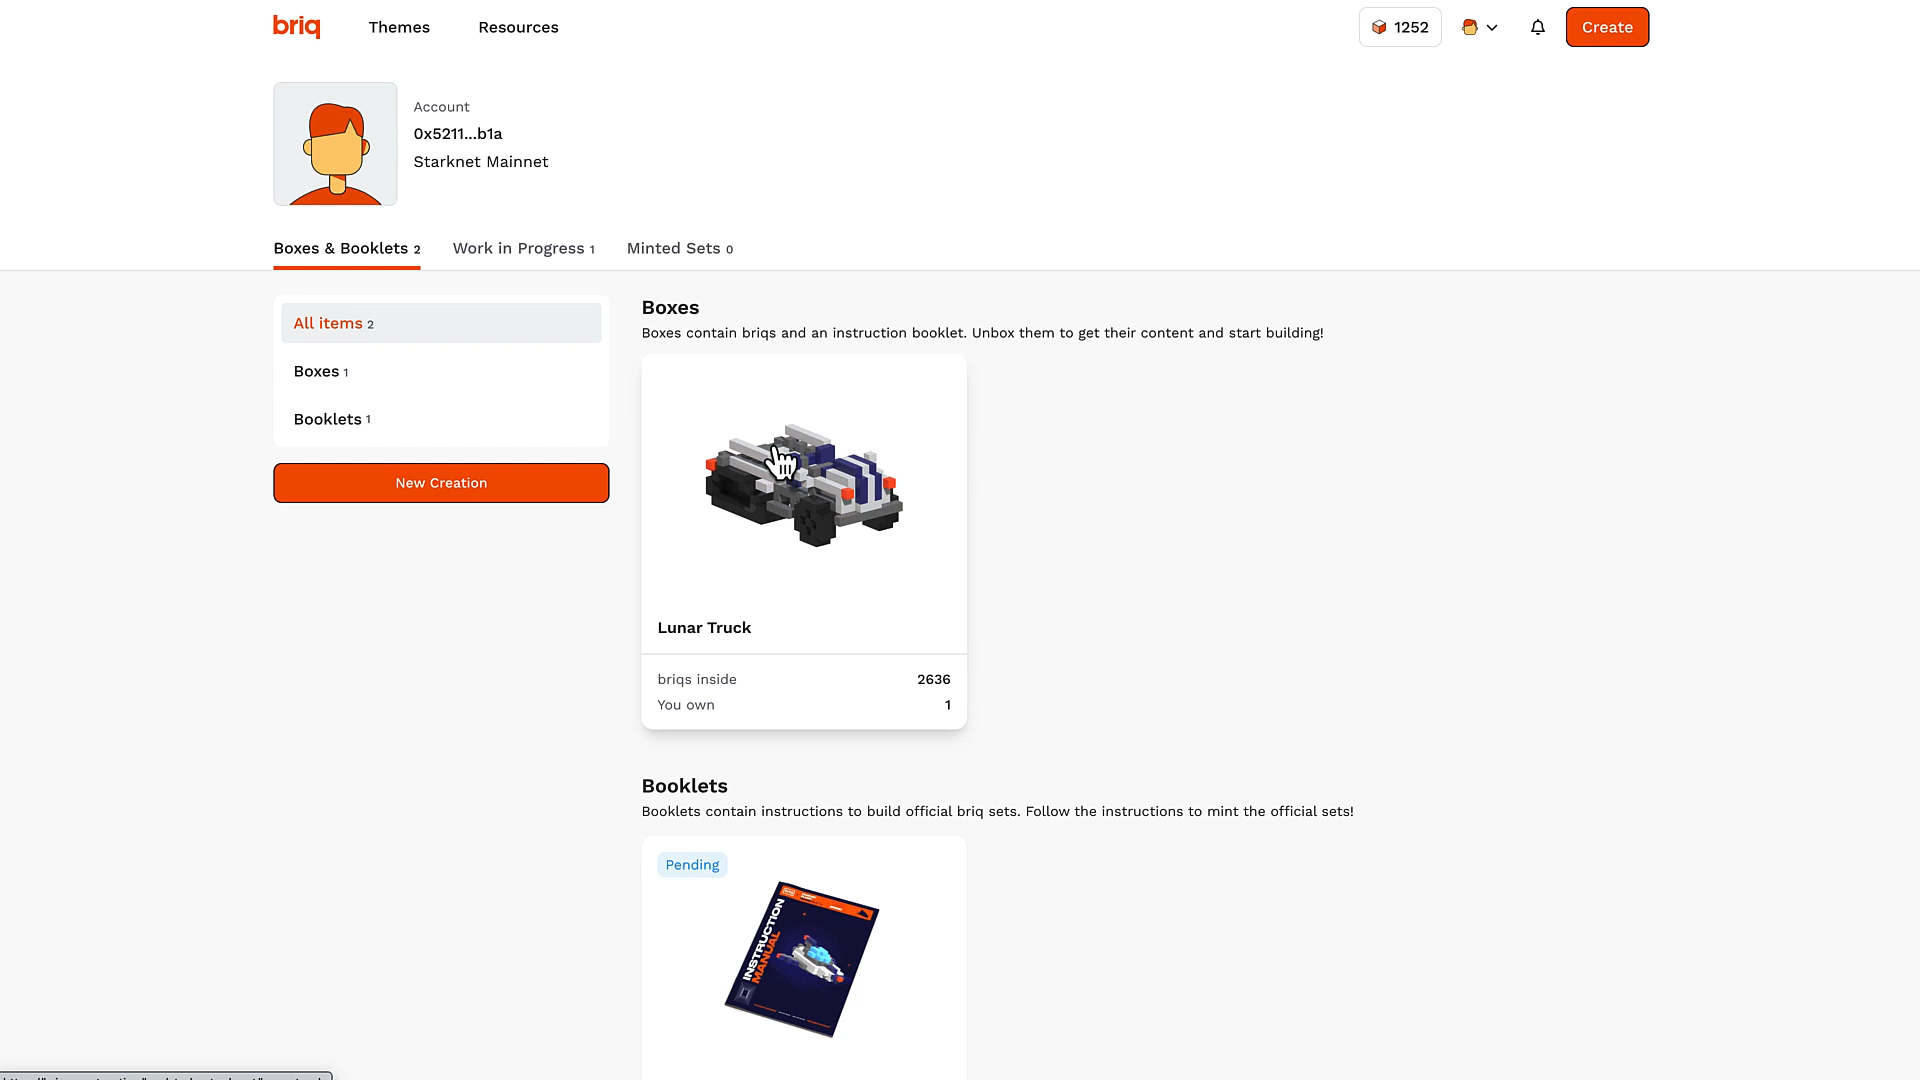 briq
Themes
Resources
1252
Create
Account
0x5211...b1a
Starknet Mainnet
Boxes & Booklets 2
Work in Progress 1
Minted Sets 0
All items 2
Boxes 1
Booklets 1
New Creation
Boxes
Boxes contain briqs and an instruction booklet. Unbox them to get their content and start building!
Lunar Truck
briqs inside 2636
You own 1
Booklets
Booklets contain instructions to build official briq sets. Follow the instructions to mint the official sets!
Pending
INSTRUCTION
MANUAL